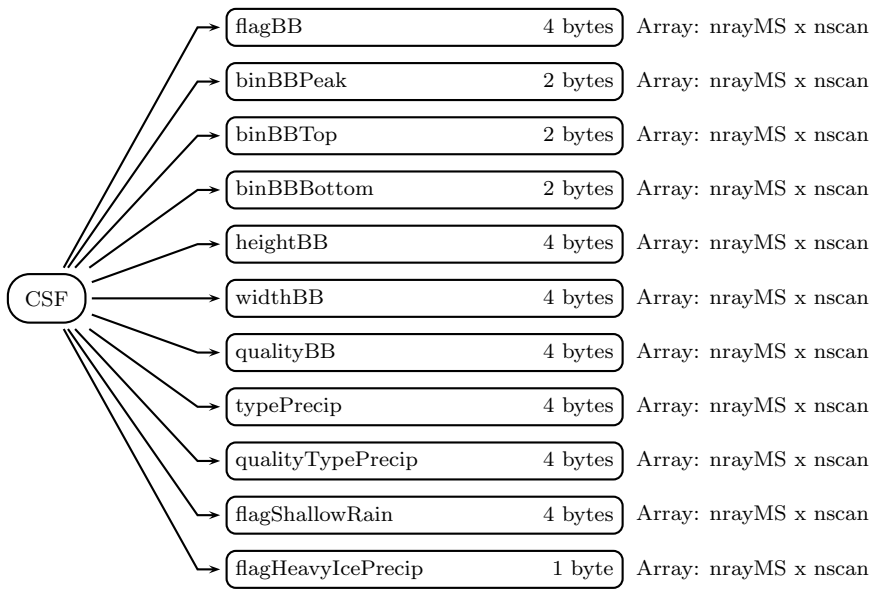 flagBB 4 bytes Array: nrayMS x nscan
binBBPeak 2 bytes Array: nrayMS x nscan
binBBTop 2 bytes Array: nrayMS x nscan
binBBBottom 2 bytes Array: nrayMS x nscan
heightBB 4 bytes Array: nrayMS x nscan
CSF widthBB 4 bytes Array: nrayMS x nscan
qualityBB 4 bytes Array: nrayMS x nscan
typePrecip 4 bytes Array: nrayMS x nscan
qualityTypePrecip 4 bytes Array: nrayMS x nscan
flagShallowRain 4 bytes Array: nrayMS x nscan
flagHeavyIcePrecip 1 byte Array: nrayMS x nscan